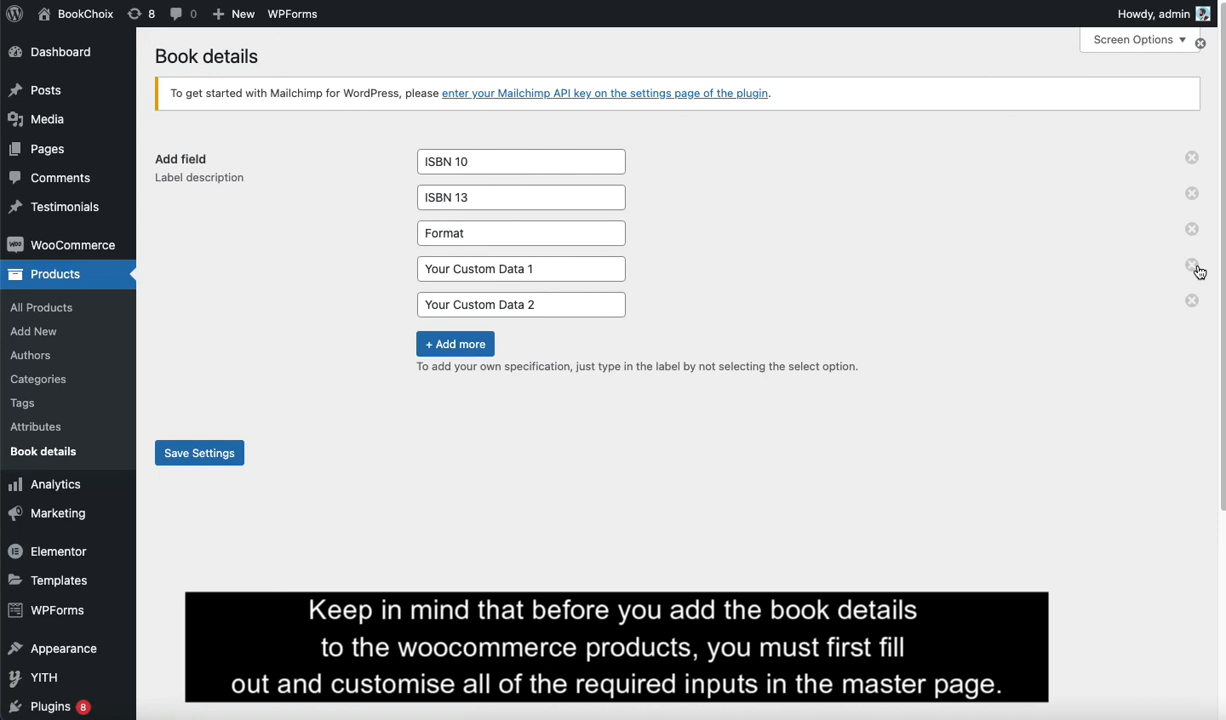 BookChoix 8 0 New WPForms Howdy, admin
Screen Options
Dashboard
Posts
Media
Pages
Comments
Testimonials
WooCommerce
Products
All Products
Add New
Authors
Categories
Tags
Attributes
Book details
Analytics
Marketing
Elementor
Templates
WPForms
Appearance
YITH
Plugins 8
Book details
To get started with Mailchimp for WordPress, please enter your Mailchimp API key on the settings page of the plugin.
Add field
Label description
ISBN 10
ISBN 13
Format
Your Custom Data 1
Your Custom Data 2
+ Add more
To add your own specification, just type in the label by not selecting the select option.
Save Settings
Keep in mind that before you add the book details
to the woocommerce products, you must first fill
out and customise all of the required inputs in the master page.